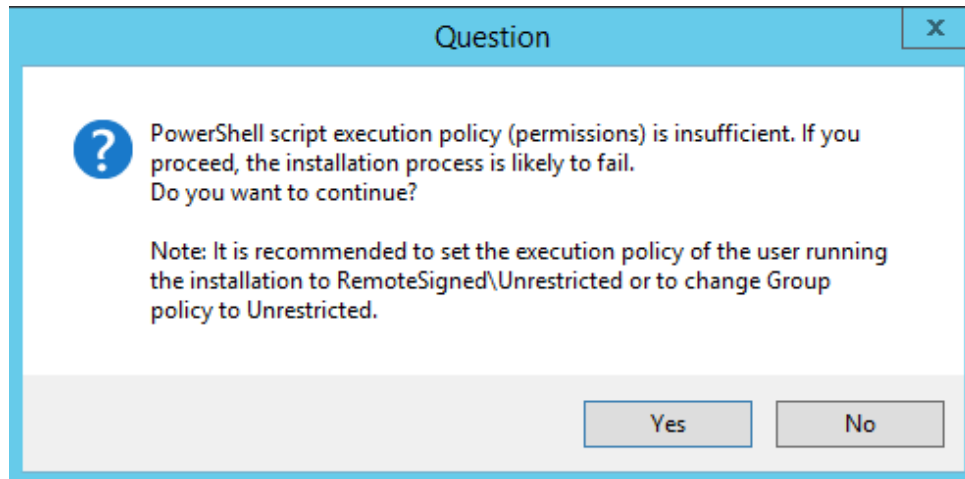 Question
x
?
PowerShell script execution policy (permissions) is insufficient. If you
proceed, the installation process is likely to fail.
Do you want to continue?
Note: It is recommended to set the execution policy of the user running
the installation to RemoteSigned\Unrestricted or to change Group
policy to Unrestricted.
Yes
No